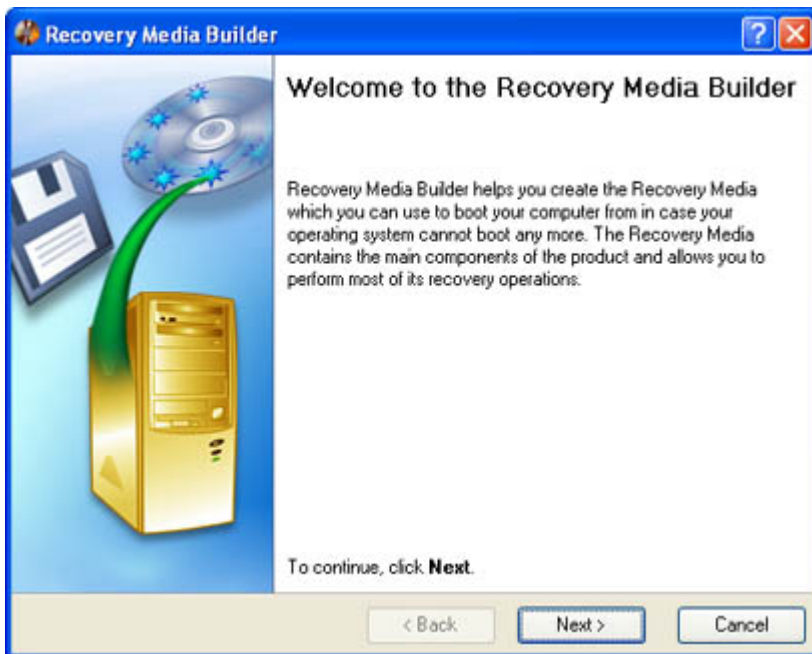 Recovery Media Builder
Welcome to the Recovery Media Builder
Recovery Media Builder helps you create the Recovery Media
which you can use to boot your computer from in case your
operating system cannot boot any more. The Recovery Media
contains the main components of the product and allows you to
perform most of its recovery operations.
To continue, click Next.
< Back
Next >
Cancel